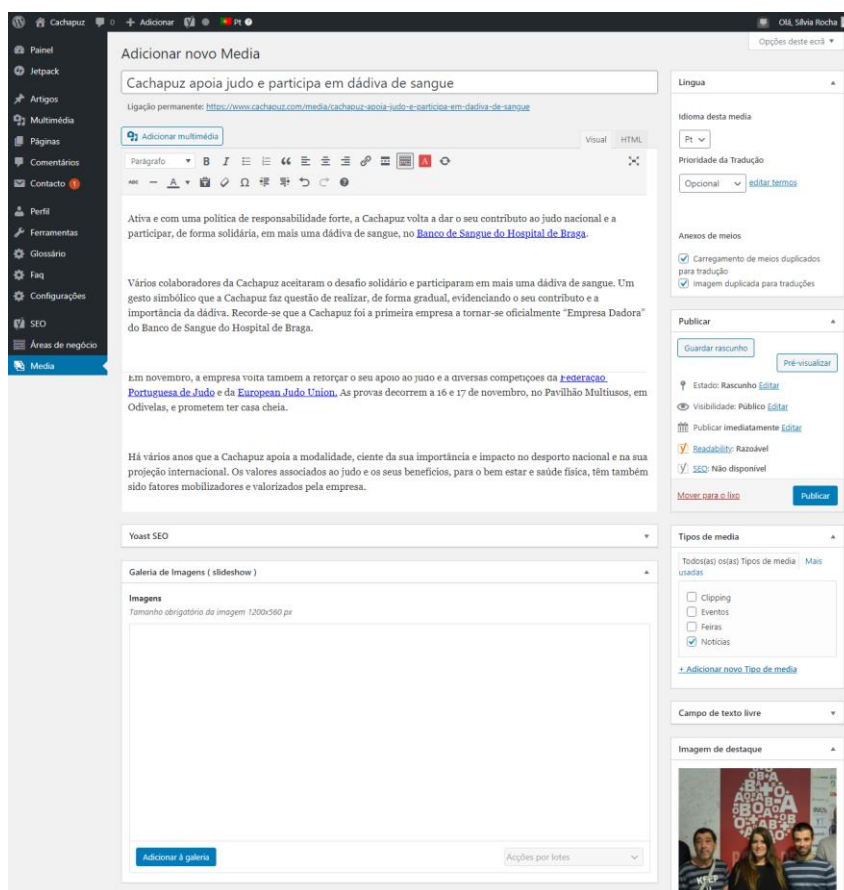 Cachapuz 0 + Adicionar Pt Olá, Sílvia Rocha
Opções deste ecrã
Painel
Jetpack
Artigos
Multimédia
Páginas
Comentários
Contacto 1
Perfil
Ferramentas
Glossário
Faq
Configurações
SEO
Áreas de negócio
Media
Adicionar novo Media
Cachapuz apoia judo e participa em dádiva de sangue
Ligação permanente: https://www.cachapuz.com/media/cachapuz-apoia-judo-e-participa-em-dadiva-de-sangue
Adicionar multimédia
Visual HTML
Parágrafo
Ativa e com uma política de responsabilidade forte, a Cachapuz volta a dar o seu contributo ao judo nacional e a
participar, de forma solidária, em mais uma dádiva de sangue, no Banco de Sangue do Hospital de Braga.
Vários colaboradores da Cachapuz aceitaram o desafio solidário e participaram em mais uma dádiva de sangue. Um
gesto simbólico que a Cachapuz faz questão de realizar, de forma gradual, evidenciando o seu contributo e a
importância da dádiva. Recorde-se que a Cachapuz foi a primeira empresa a tornar-se oficialmente “Empresa Dadora”
do Banco de Sangue do Hospital de Braga.
Em novembro, a empresa volta também a reforçar o seu apoio ao judo e a diversas competições da Federação
Portuguesa de Judo e da European Judo Union. As provas decorrem a 16 e 17 de novembro, no Pavilhão Multiusos, em
Odivelas, e prometem ter casa cheia.
Há vários anos que a Cachapuz apoia a modalidade, ciente da sua importância e impacto no desporto nacional e na sua
projeção internacional. Os valores associados ao judo e os seus benefícios, para o bem estar e saúde física, têm também
sido fatores mobilizadores e valorizados pela empresa.
Yoast SEO
Galeria de Imagens ( slideshow )
Imagens
Tamanho obrigatório da imagem 1200x560 px
Adicionar à galeria
Acções por lotes
Língua
Idioma desta media
Pt
Prioridade da Tradução
Opcional editar termos
Anexos de meios
Carregamento de meios duplicados
para tradução
Imagem duplicada para traduções
Publicar
Guardar rascunho
Pré-visualizar
Estado: Rascunho Editar
Visibilidade: Público Editar
Publicar imediatamente Editar
Readability: Razoável
SEO: Não disponível
Mover para o lixo
Publicar
Tipos de media
Todos(as) os(as) Tipos de media Mais
usadas
Clipping
Eventos
Feiras
Notícias
+ Adicionar novo Tipo de media
Campo de texto livre
Imagem de destaque